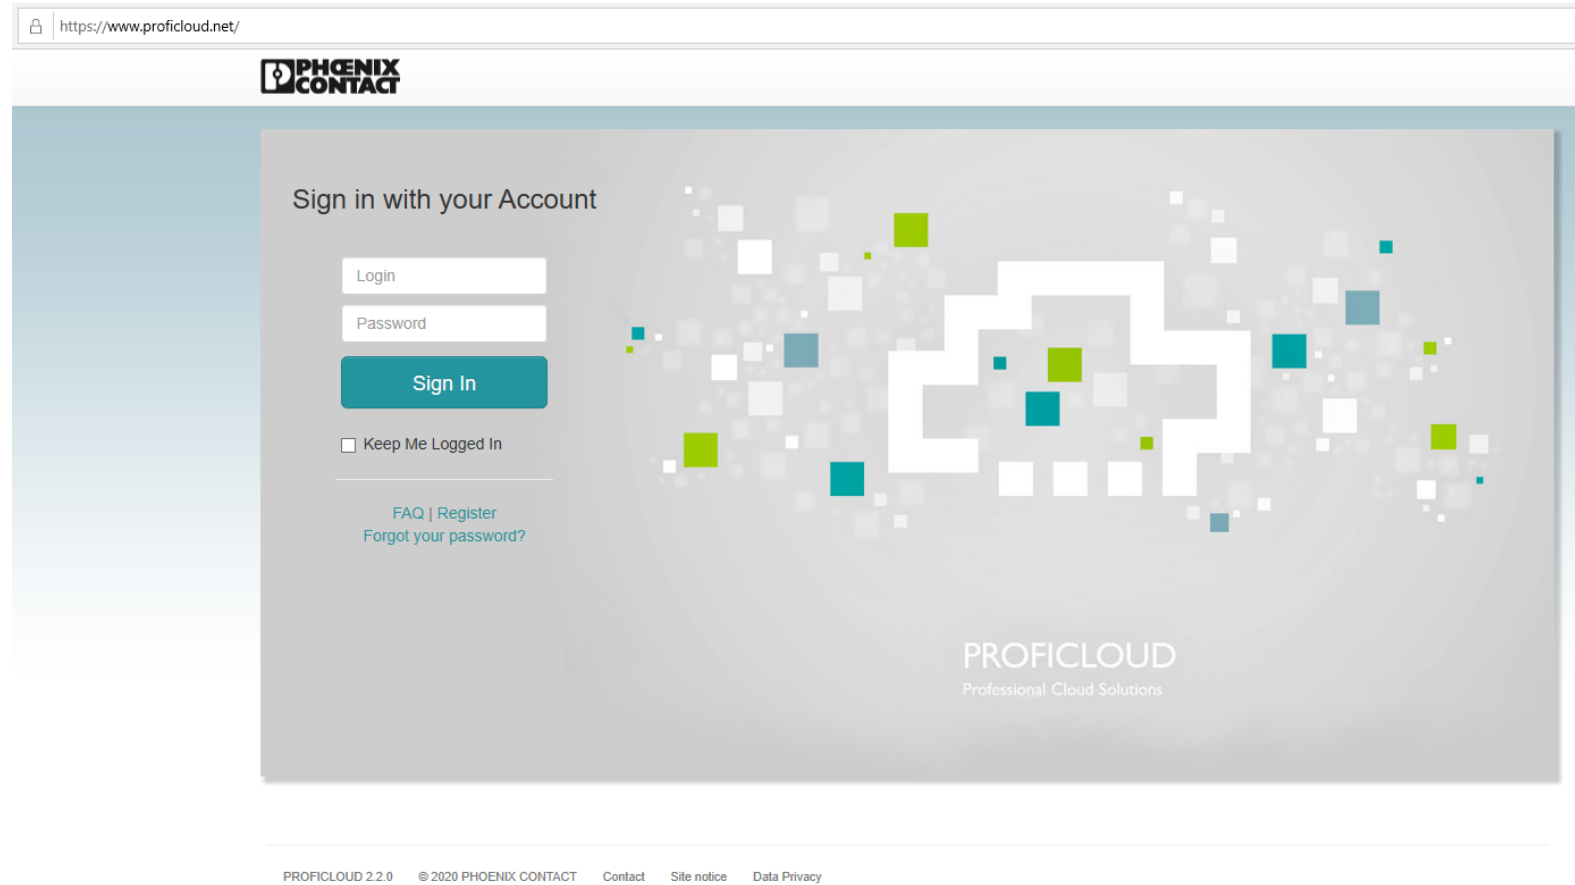 https://www.proficloud.net/
PHŒNIX
CONTACT
Sign in with your Account
Login
Password
Sign In
Keep Me Logged In
FAQ | Register
Forgot your password?
PROFICLOUD
Professional Cloud Solutions
PROFICLOUD 2.2.0 © 2020 PHOENIX CONTACT Contact Site notice Data Privacy